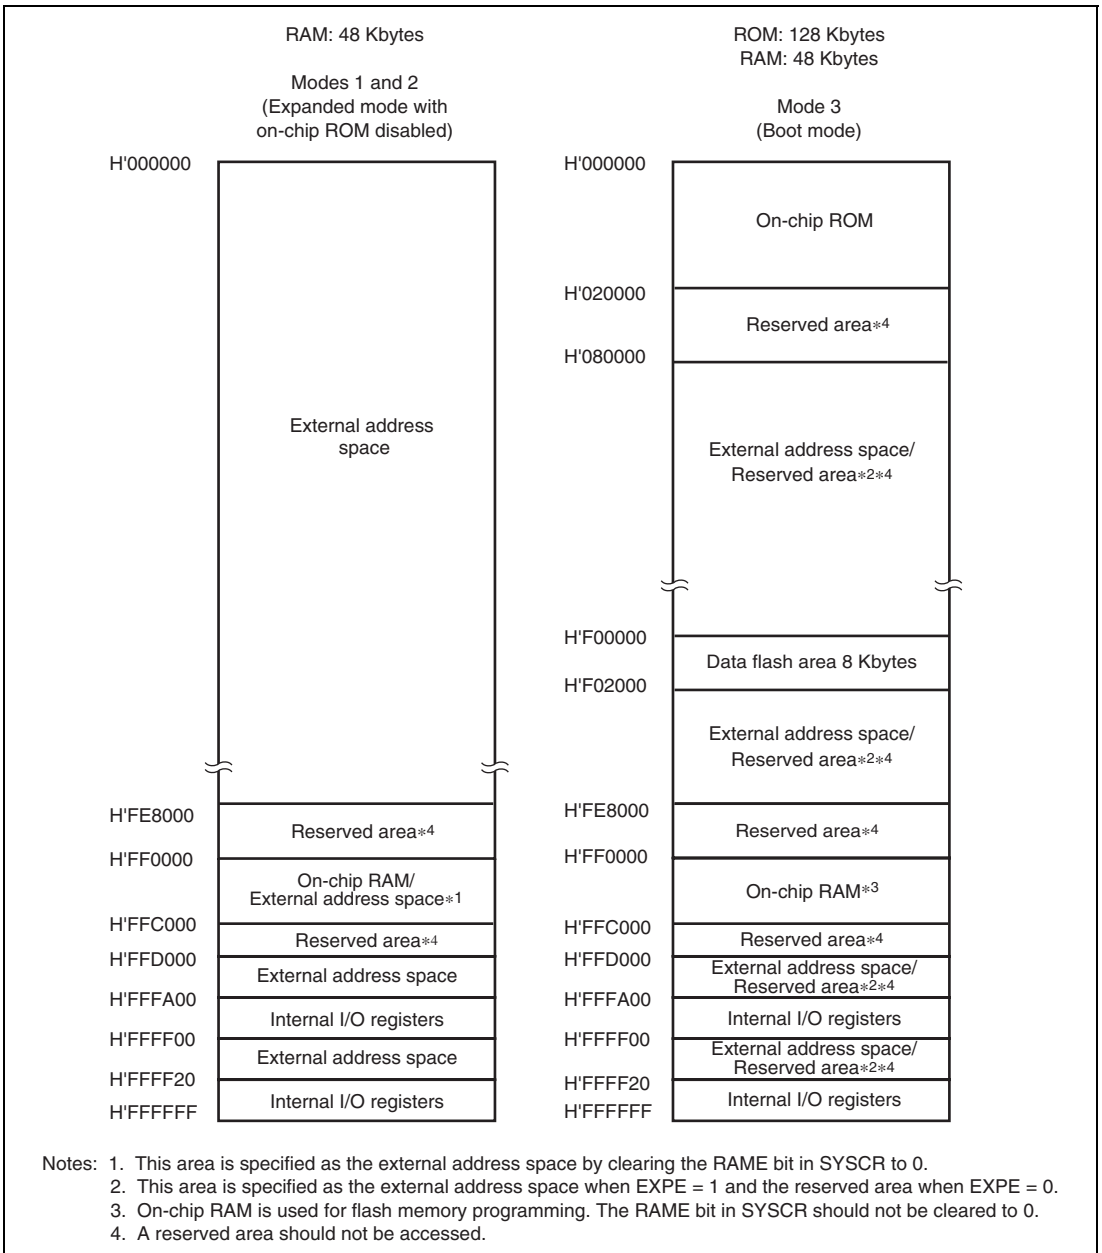 RAM: 48 Kbytes
Modes 1 and 2
(Expanded mode with
on-chip ROM disabled)
H'000000
External address
space
H'FE8000
Reserved area*4
H'FF0000
On-chip RAM/
External address space*1
H'FFC000
Reserved area*4
H'FFD000
External address space
H'FFFA00
Internal I/O registers
H'FFFF00
External address space
H'FFFF20
Internal I/O registers
H'FFFFFF
ROM: 128 Kbytes
RAM: 48 Kbytes
Mode 3
(Boot mode)
H'000000
On-chip ROM
H'020000
Reserved area*4
H'080000
External address space/
Reserved area*2*4
H'F00000
Data flash area 8 Kbytes
H'F02000
External address space/
Reserved area*2*4
H'FE8000
Reserved area*4
H'FF0000
On-chip RAM*3
H'FFC000
Reserved area*4
H'FFD000
External address space/
Reserved area*2*4
H'FFFA00
Internal I/O registers
H'FFFF00
External address space/
Reserved area*2*4
H'FFFF20
Internal I/O registers
H'FFFFFF
Notes: 1. This area is specified as the external address space by clearing the RAME bit in SYSCR to 0.
2. This area is specified as the external address space when EXPE = 1 and the reserved area when EXPE = 0.
3. On-chip RAM is used for flash memory programming. The RAME bit in SYSCR should not be cleared to 0.
4. A reserved area should not be accessed.